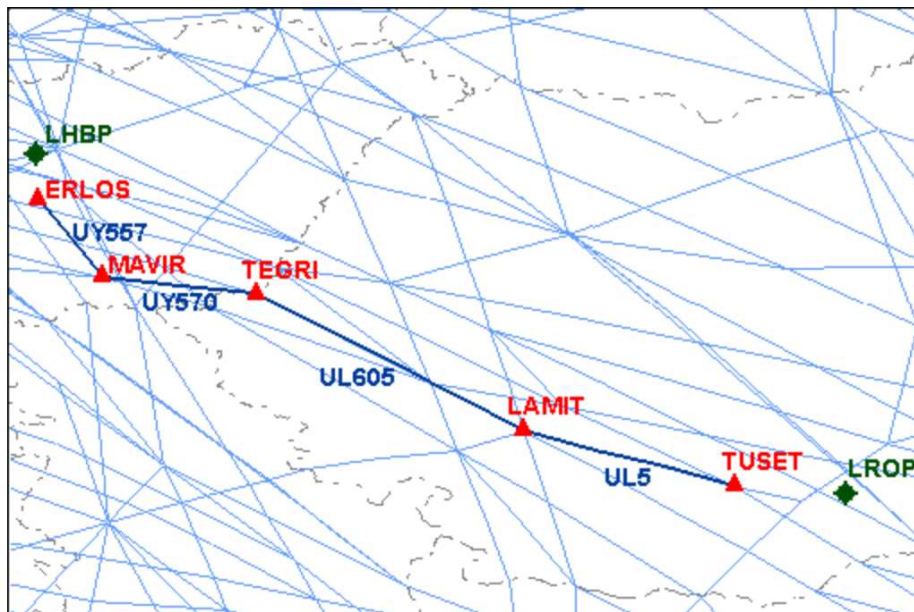 LHBP
ERLOS
UY557
MAVIR
TEGRI
UY570
UL605
LAMIT
TUSET
LROP
UL5